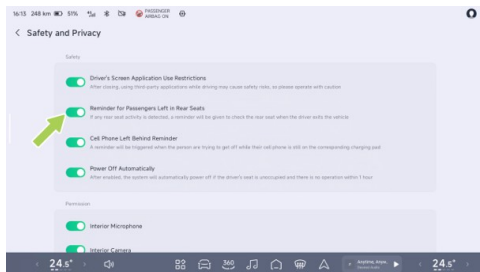 16:13 248 km 51% PASSENGER
AIRBAG ON
Safety and Privacy
Safety
Driver's Screen Application Use Restrictions
After closing, using third-party applications while driving may cause safety risks, so please operate with caution
Reminder for Passengers Left in Rear Seats
If any rear seat activity is detected, a reminder will be given to check the rear seat when the driver exits the vehicle
Cell Phone Left Behind Reminder
A reminder will be triggered when the person are trying to get off while their cell phone is still on the corresponding charging pad
Power Off Automatically
After enabled, the system will automatically power off if the driver's seat is unoccupied and there is no operation within 1 hour
Permission
Interior Microphone
Interior Camera
24.5° 360 Anytime, Anyw.. 24.5°